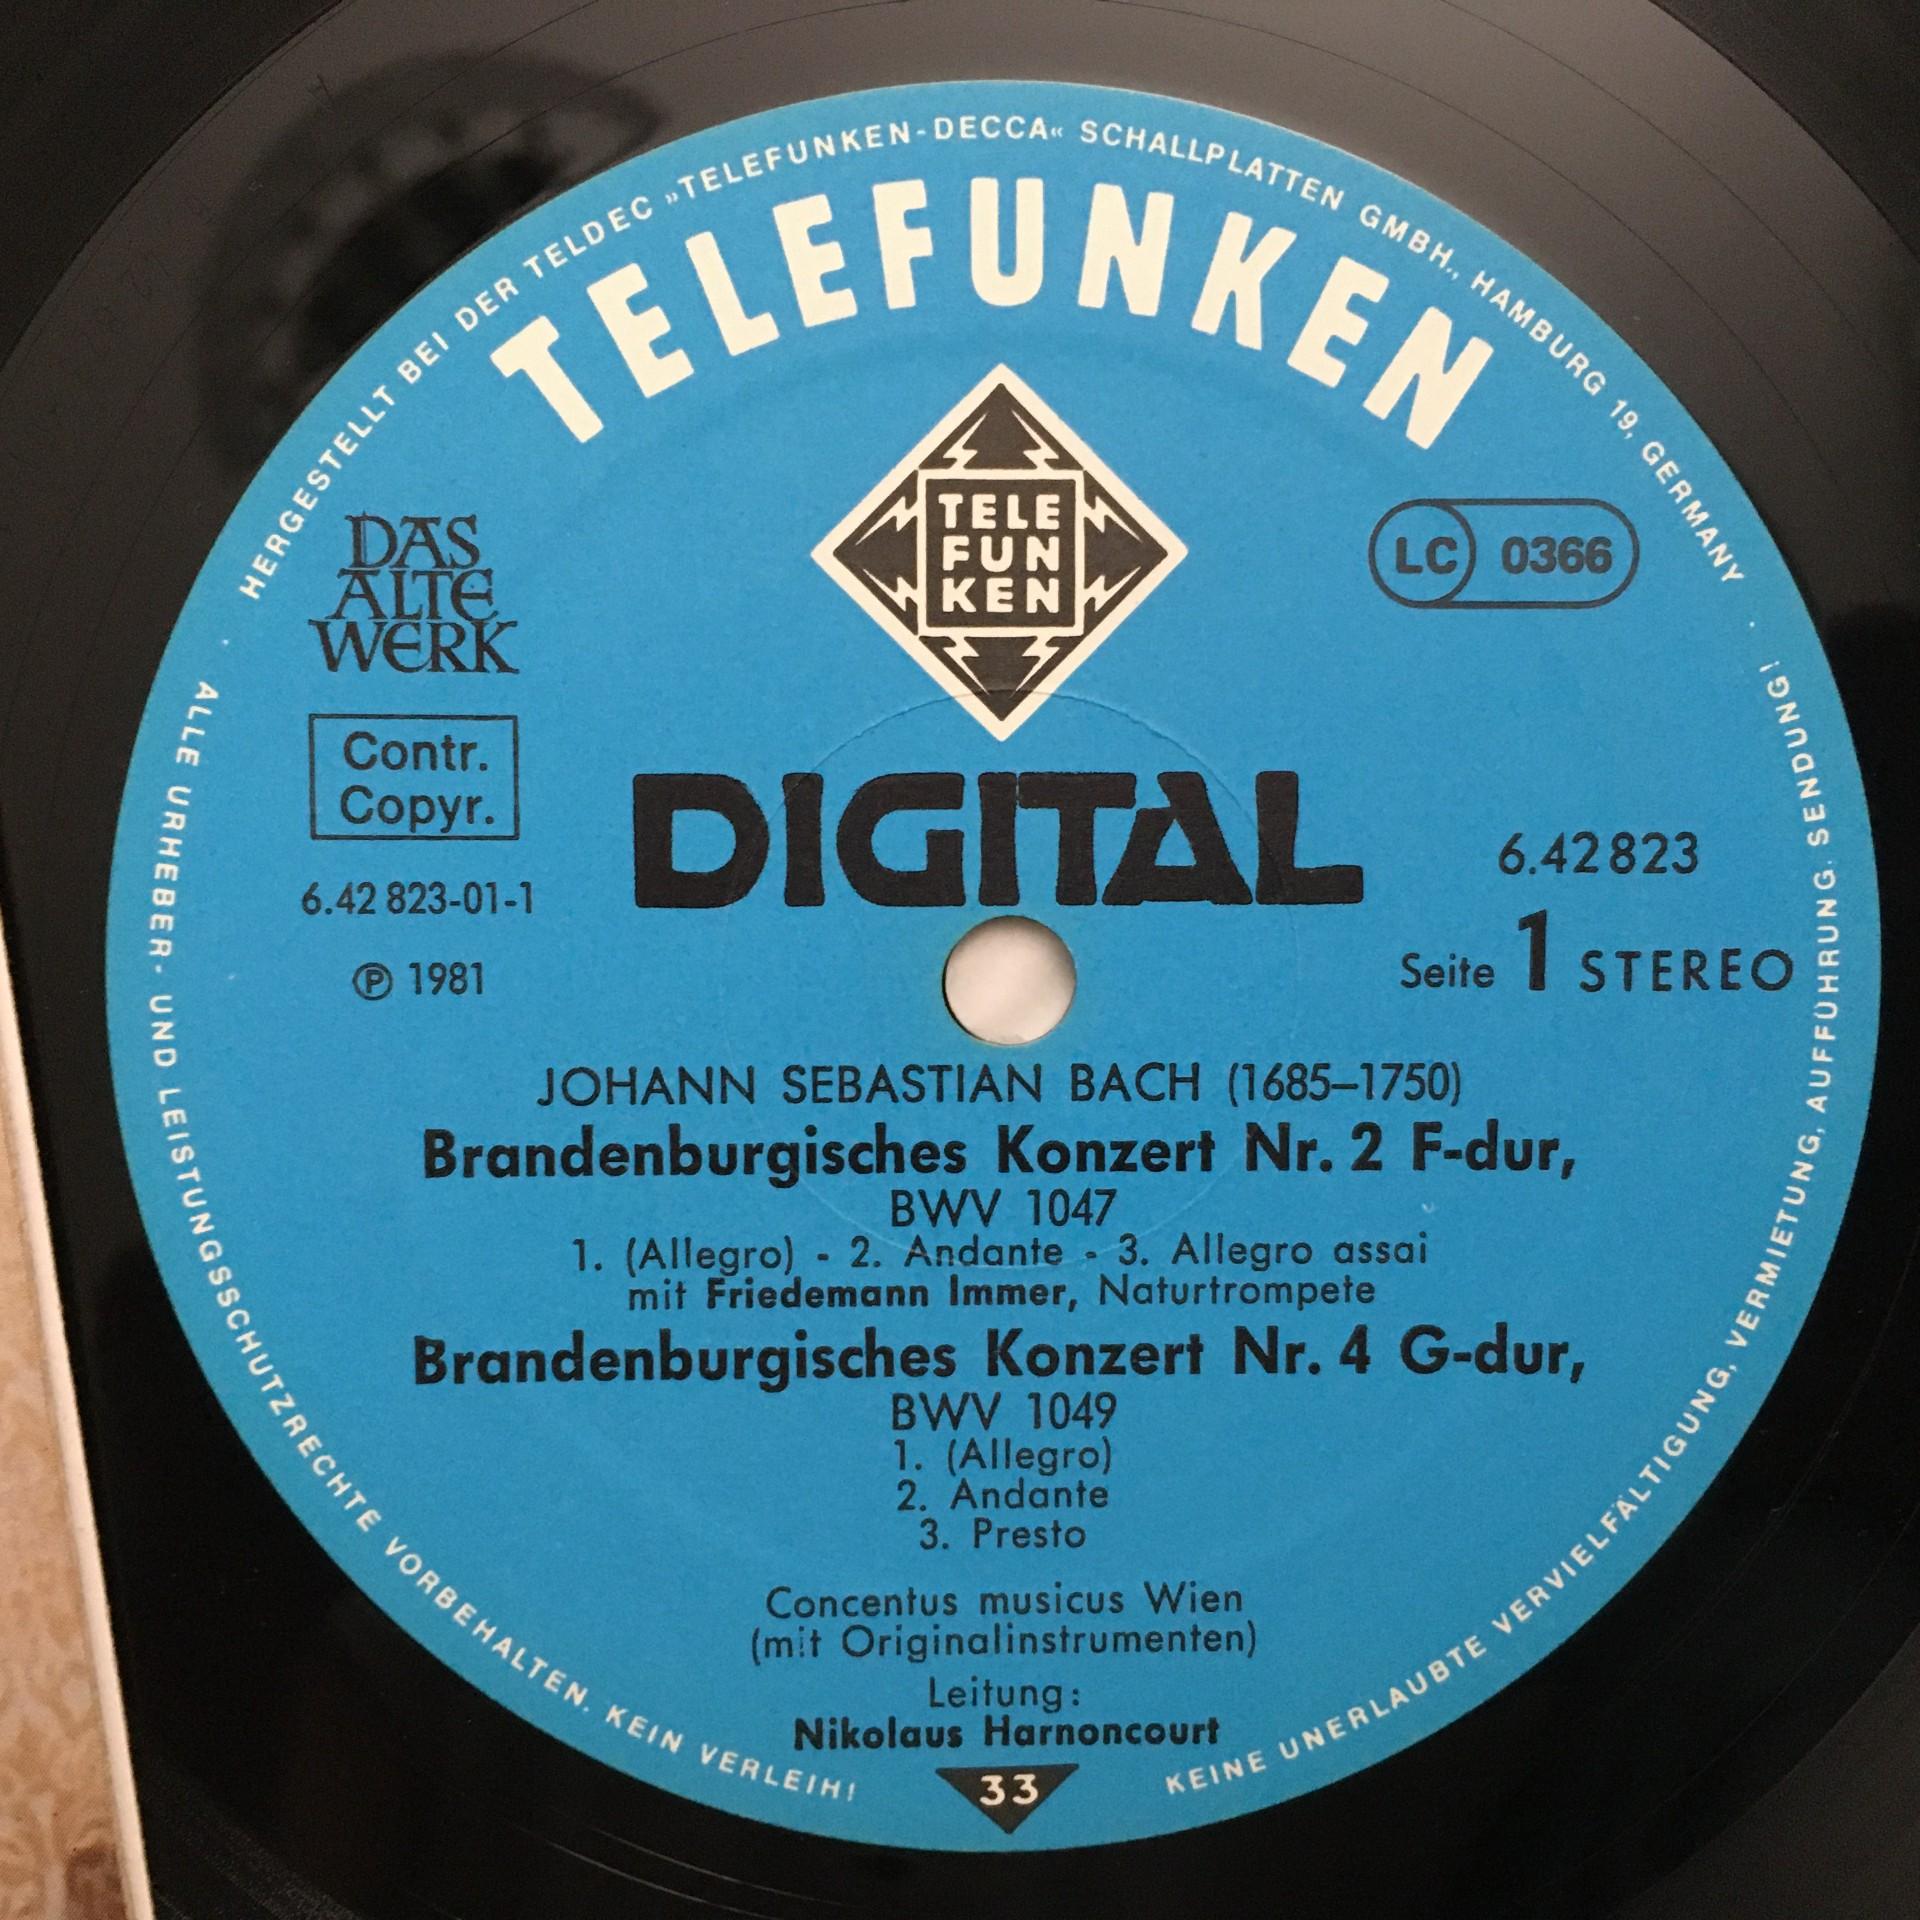 HERGESTELLT BEI DER TELDEC »TELEFUNKEN-DECCA« SCHALLPLATTEN GMBH., HAMBURG 19, GERMANY
TELEFUNKEN
TELE
FUN
KEN
DAS
ALTE
WERK
LC 0366
Contr.
Copyr.
DIGITAL
6.42823
6.42 823-01-1
Seite 1 STEREO
℗ 1981
JOHANN SEBASTIAN BACH (1685–1750)
Brandenburgisches Konzert Nr. 2 F-dur,
BWV 1047
1. (Allegro) - 2. Andante - 3. Allegro assai
mit Friedemann Immer, Naturtrompete
Brandenburgisches Konzert Nr. 4 G-dur,
BWV 1049
1. (Allegro)
2. Andante
3. Presto
Concentus musicus Wien
(mit Originalinstrumenten)
Leitung:
Nikolaus Harnoncourt
33
ALLE URHEBER- UND LEISTUNGSSCHUTZRECHTE VORBEHALTEN. KEIN VERLEIH!
KEINE UNERLAUBTE VERVIELFÄLTIGUNG, VERMIETUNG, AUFFÜHRUNG. SENDUNG!